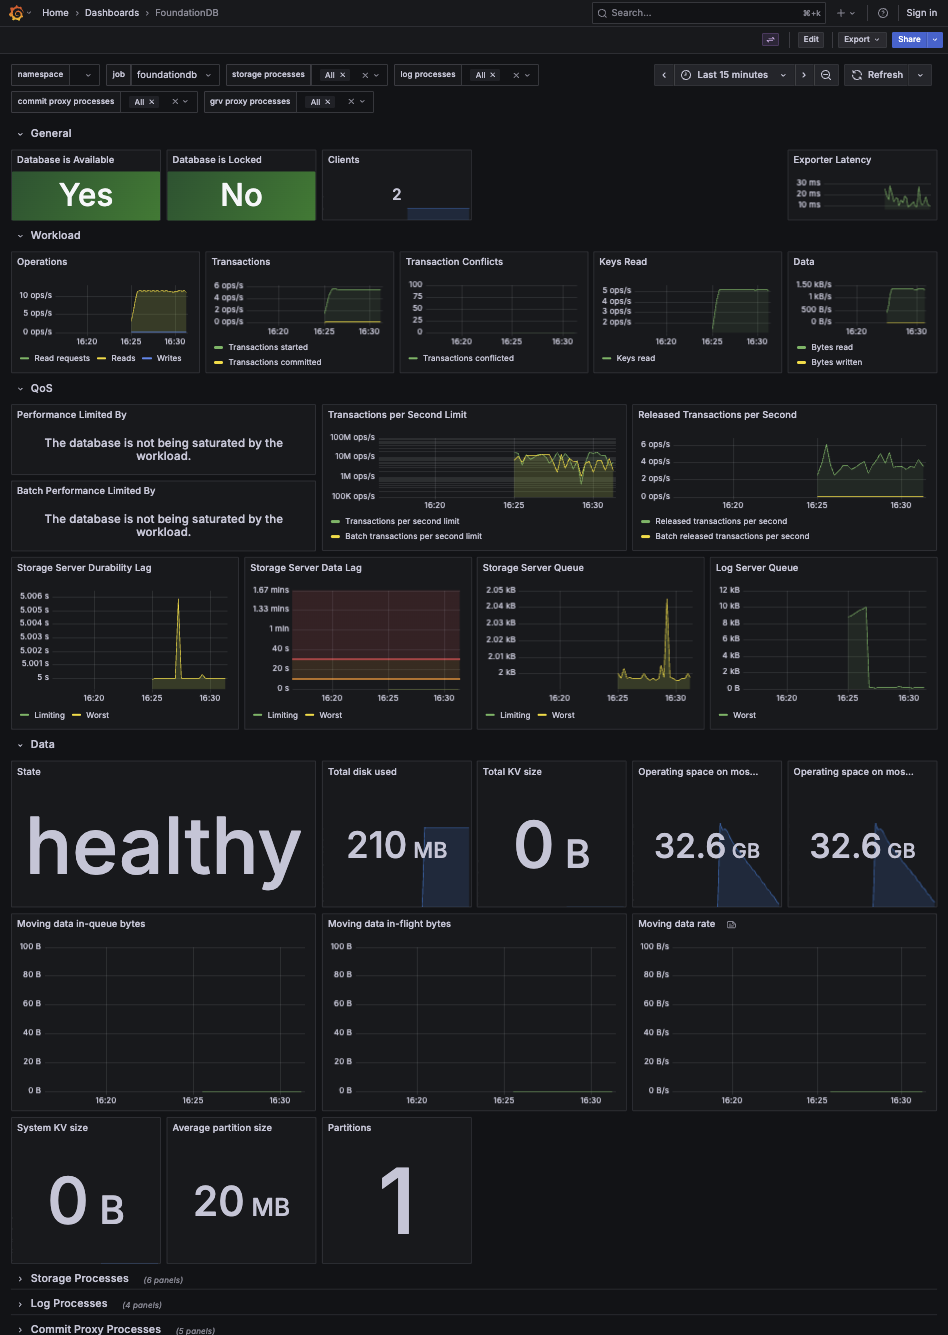 Home › Dashboards › FoundationDB
Search... ⌘+k
Sign in
Edit
Export
Share
namespace
job foundationdb
storage processes All ×
log processes All ×
Last 15 minutes
Refresh
commit proxy processes All ×
grv proxy processes All ×
General
Database is Available
Yes
Database is Locked
No
Clients
2
Exporter Latency
30 ms
20 ms
10 ms
Workload
Operations
10 ops/s
5 ops/s
0 ops/s
16:20 16:25 16:30
Read requests Reads Writes
Transactions
6 ops/s
4 ops/s
2 ops/s
0 ops/s
16:20 16:25 16:30
Transactions started
Transactions committed
Transaction Conflicts
100
75
50
25
0
16:20 16:25 16:30
Transactions conflicted
Keys Read
5 ops/s
4 ops/s
3 ops/s
2 ops/s
16:20 16:25 16:30
Keys read
Data
1.50 kB/s
1 kB/s
500 B/s
0 B/s
16:20 16:30
Bytes read
Bytes written
QoS
Performance Limited By
The database is not being saturated by the
workload.
Batch Performance Limited By
The database is not being saturated by the
workload.
Transactions per Second Limit
100M ops/s
10M ops/s
1M ops/s
100K ops/s
16:20 16:25 16:30
Transactions per second limit
Batch transactions per second limit
Released Transactions per Second
6 ops/s
4 ops/s
2 ops/s
0 ops/s
16:20 16:25 16:30
Released transactions per second
Batch released transactions per second
Storage Server Durability Lag
5.006 s
5.005 s
5.004 s
5.003 s
5.002 s
5.001 s
5 s
16:20 16:25 16:30
Limiting Worst
Storage Server Data Lag
1.67 mins
1.33 mins
1 min
40 s
20 s
0 s
16:20 16:25 16:30
Limiting Worst
Storage Server Queue
2.05 kB
2.04 kB
2.03 kB
2.02 kB
2.01 kB
2 kB
16:20 16:25 16:30
Limiting Worst
Log Server Queue
12 kB
10 kB
8 kB
6 kB
4 kB
2 kB
0 B
16:20 16:25 16:30
Worst
Data
State
healthy
Total disk used
210 MB
Total KV size
0 B
Operating space on mos...
32.6 GB
Operating space on mos...
32.6 GB
Moving data in-queue bytes
100 B
80 B
60 B
40 B
20 B
0 B
16:20 16:25 16:30
Moving data in-flight bytes
100 B
80 B
60 B
40 B
20 B
0 B
16:20 16:25 16:30
Moving data rate
100 B/s
80 B/s
60 B/s
40 B/s
20 B/s
0 B/s
16:20 16:25 16:30
System KV size
0 B
Average partition size
20 MB
Partitions
1
Storage Processes (6 panels)
Log Processes (4 panels)
Commit Proxy Processes (5 panels)